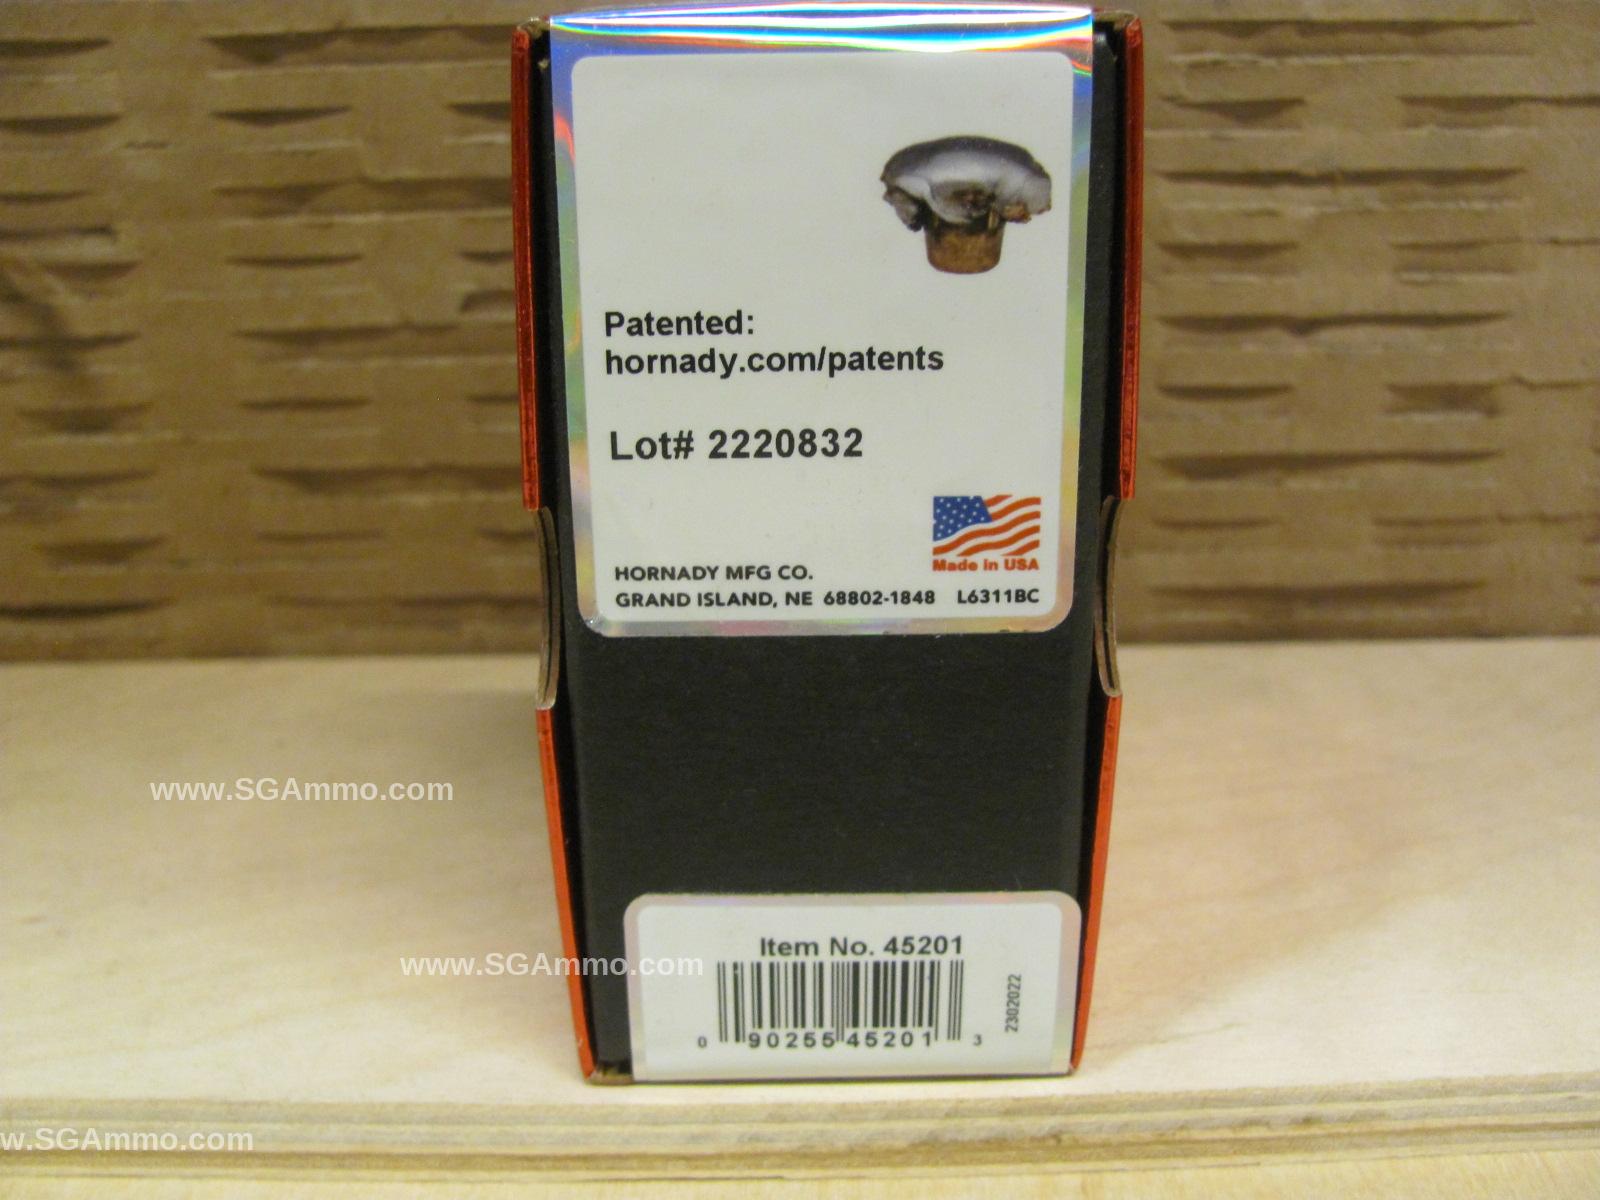 Patented:
hornady.com/patents
Lot# 2220832
Made in USA
HORNADY MFG CO.
GRAND ISLAND, NE 68802-1848 L6311BC
www.SGAmmo.com
www.SGAmmo.com
Item No. 45201
2302022
0 90255 45201 3
w.SGAmmo.com